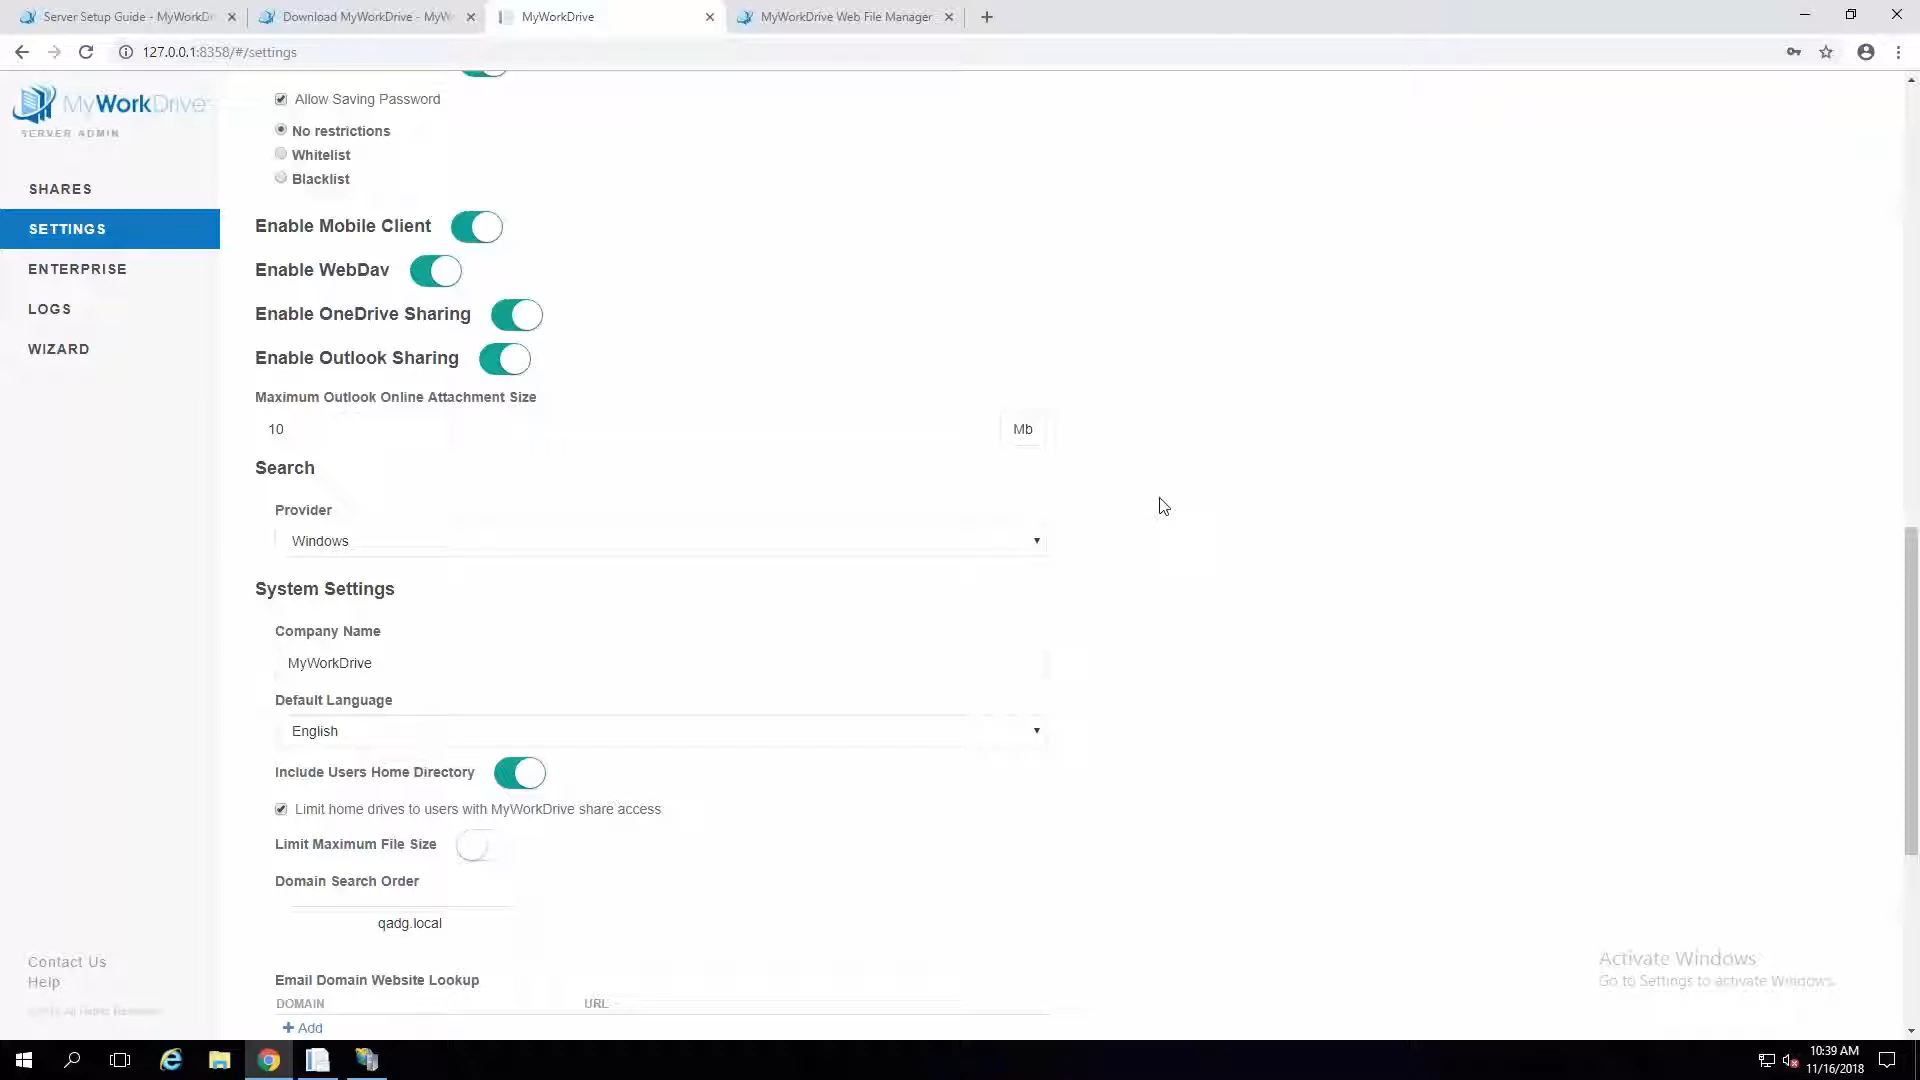 Server Setup Guide - MyWorkDr
Download MyWorkDrive - MyW
MyWorkDrive
MyWorkDrive Web File Manager
127.0.0.1:8358/#/settings
MyWorkDrive
SERVER ADMIN
SHARES
SETTINGS
ENTERPRISE
LOGS
WIZARD
Contact Us
Help
Allow Saving Password
No restrictions
Whitelist
Blacklist
Enable Mobile Client
Enable WebDav
Enable OneDrive Sharing
Enable Outlook Sharing
Maximum Outlook Online Attachment Size
10 Mb
Search
Provider
Windows
System Settings
Company Name
MyWorkDrive
Default Language
English
Include Users Home Directory
Limit home drives to users with MyWorkDrive share access
Limit Maximum File Size
Domain Search Order
qadg.local
Email Domain Website Lookup
DOMAIN URL
+ Add
Activate Windows
Go to Settings to activate Windows.
10:39 AM
11/16/2018